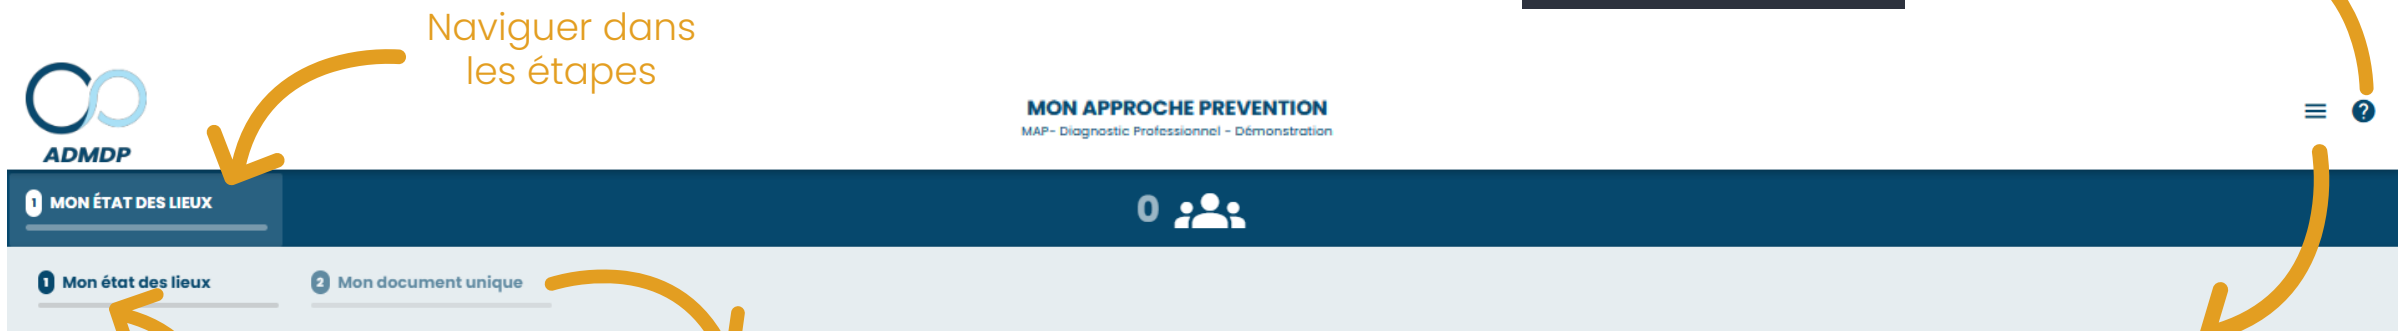 Naviguer dans
les étapes
ADMDP
MON APPROCHE PREVENTION
MAP- Diagnostic Professionnel - Démonstration
?
1 MON ÉTAT DES LIEUX
0
1 Mon état des lieux
2 Mon document unique